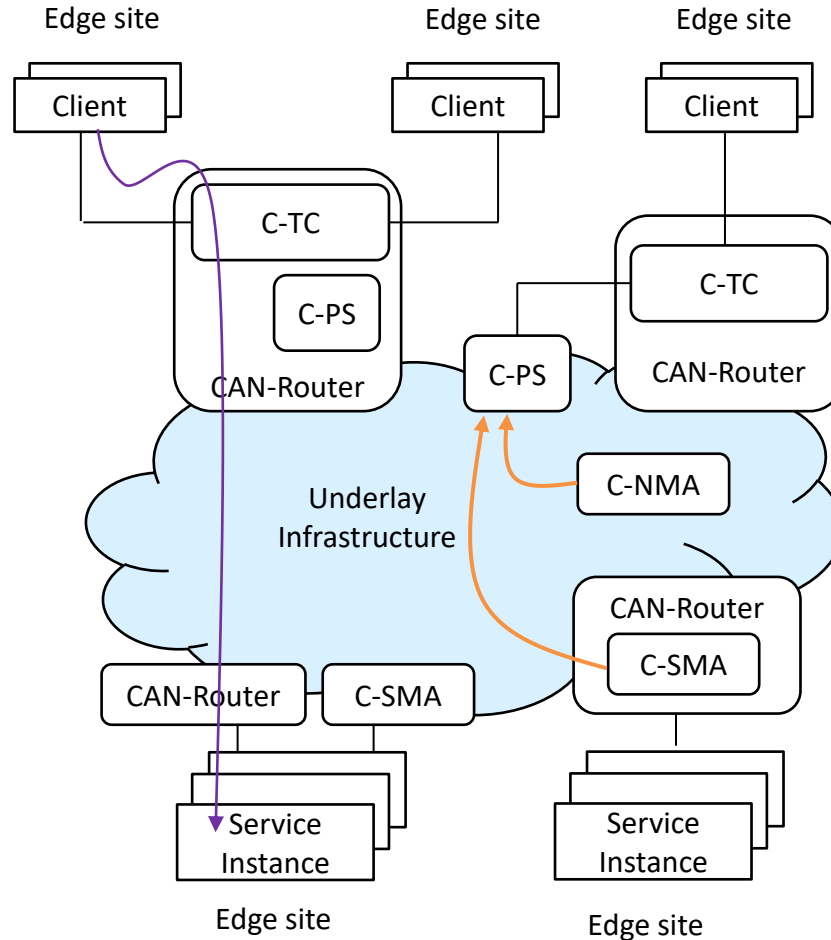 Edge site
Edge site
Edge site
Client
Client
Client
C-TC
C-PS
CAN-Router
C-TC
CAN-Router
C-PS
C-NMA
Underlay
Infrastructure
CAN-Router
C-SMA
CAN-Router
C-SMA
Service
Instance
Service
Instance
Edge site
Edge site